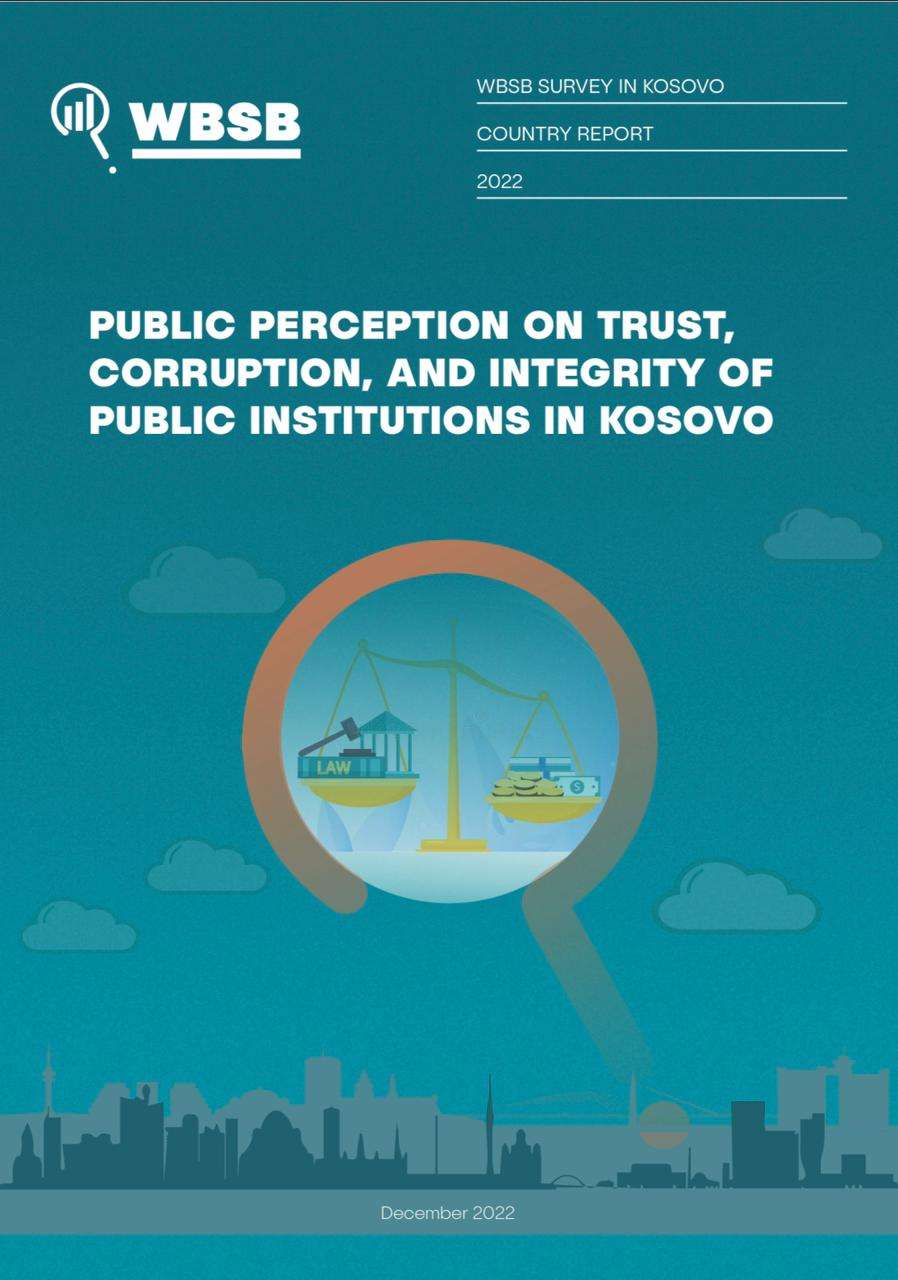 WBSB
WBSB SURVEY IN KOSOVO
COUNTRY REPORT
2022
PUBLIC PERCEPTION ON TRUST,
CORRUPTION, AND INTEGRITY OF
PUBLIC INSTITUTIONS IN KOSOVO
LAW
$
December 2022